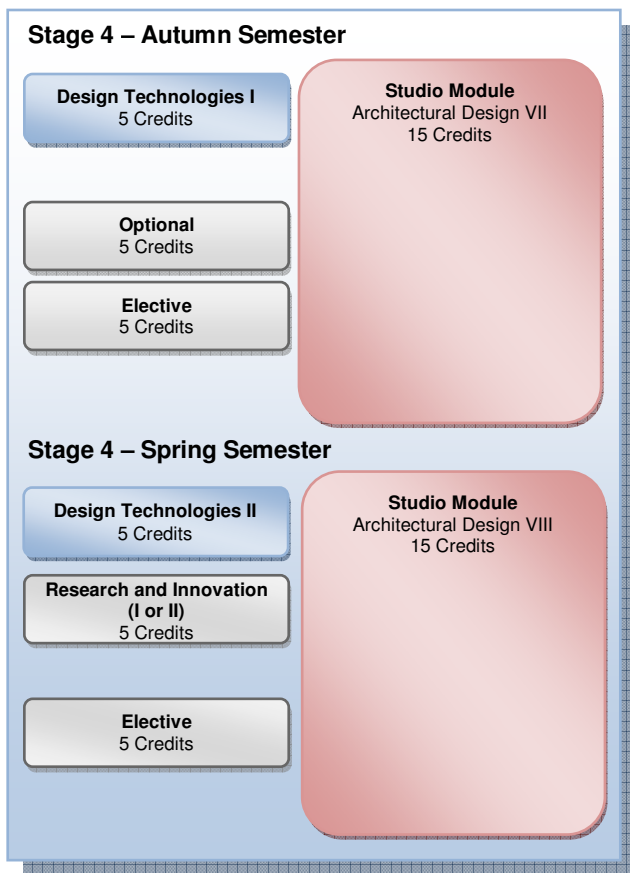 Stage 4 – Autumn Semester
Design Technologies I
5 Credits
Optional
5 Credits
Elective
5 Credits
Studio Module
Architectural Design VII
15 Credits
Stage 4 – Spring Semester
Design Technologies II
5 Credits
Research and Innovation
(I or II)
5 Credits
Elective
5 Credits
Studio Module
Architectural Design VIII
15 Credits